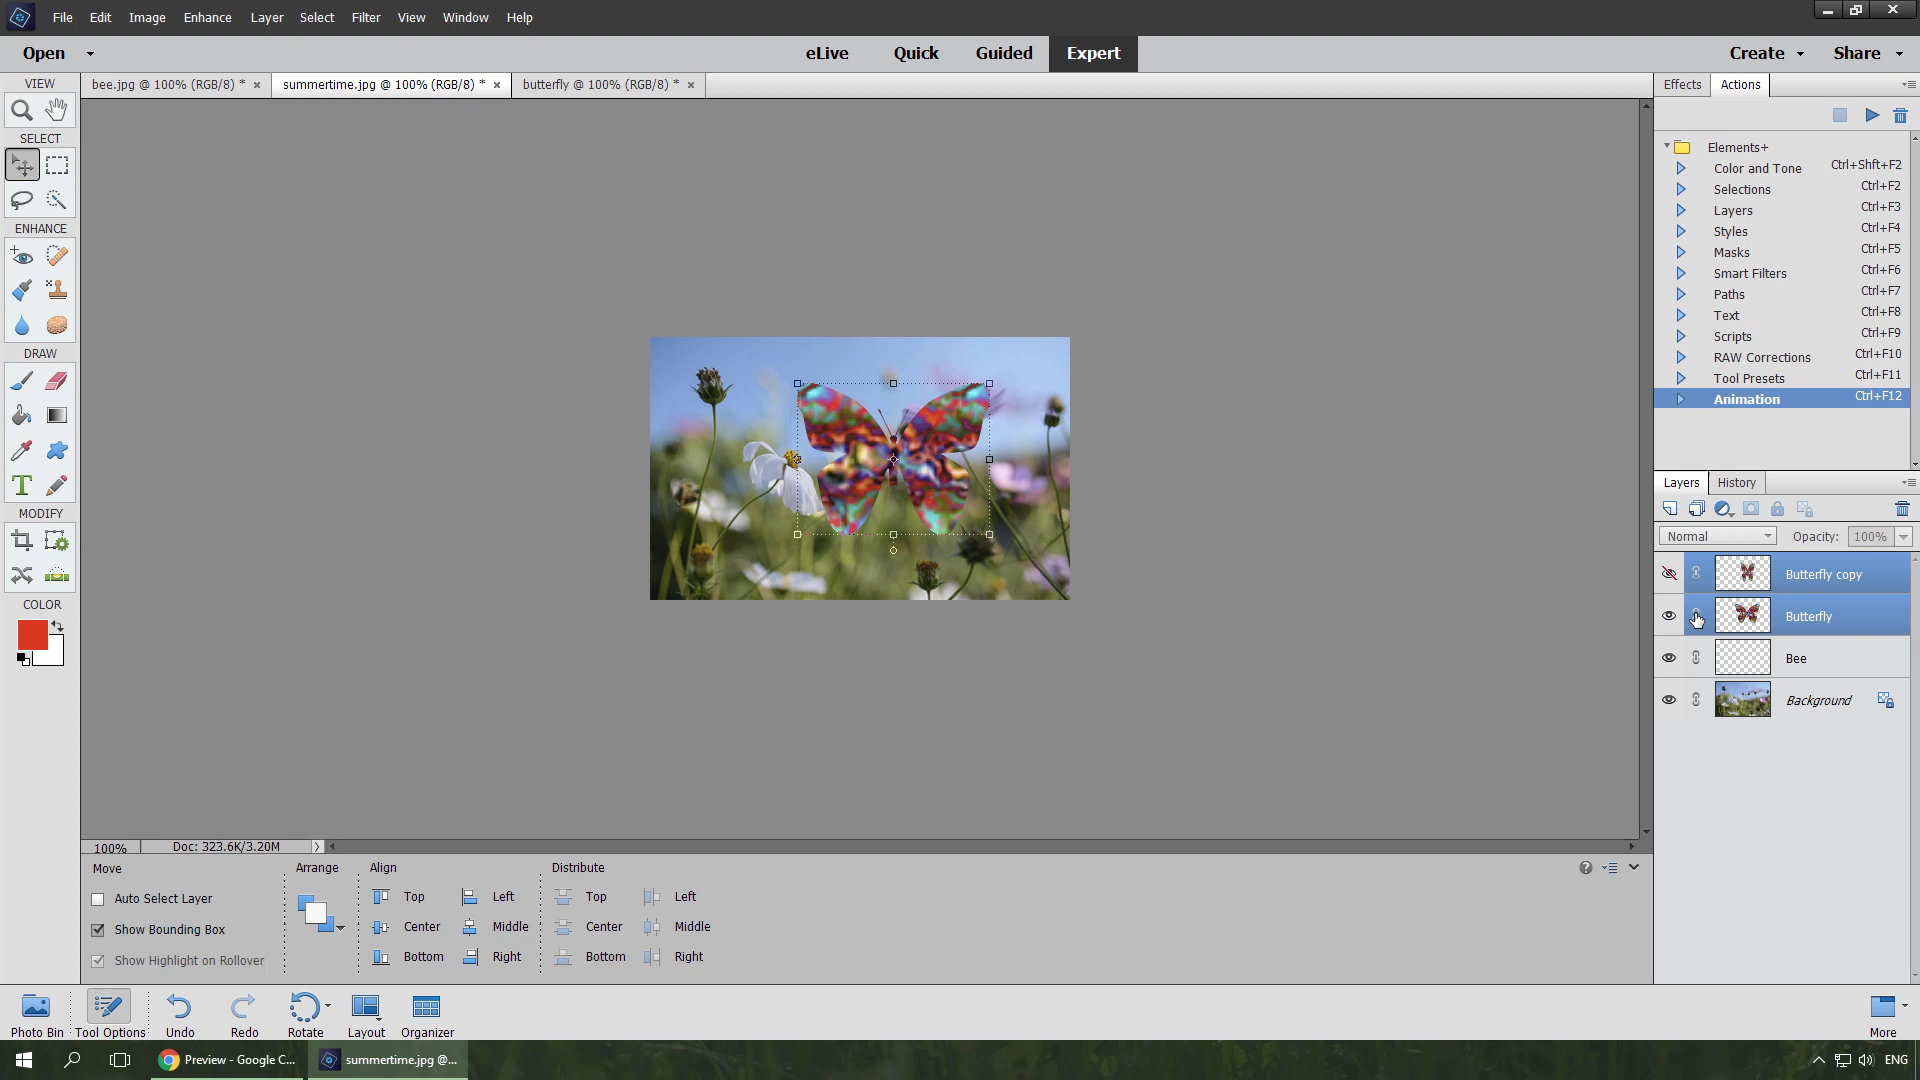 File Edit Image Enhance Layer Select Filter View Window Help
Open eLive Quick Guided Expert Create Share
bee.jpg @ 100% (RGB/8) * × summertime.jpg @ 100% (RGB/8) * × butterfly @ 100% (RGB/8) * ×
VIEW
SELECT
ENHANCE
DRAW
T
MODIFY
COLOR
Effects Actions
Elements+
Color and Tone Ctrl+Shft+F2
Selections Ctrl+F2
Layers Ctrl+F3
Styles Ctrl+F4
Masks Ctrl+F5
Smart Filters Ctrl+F6
Paths Ctrl+F7
Text Ctrl+F8
Scripts Ctrl+F9
RAW Corrections Ctrl+F10
Tool Presets Ctrl+F11
Animation Ctrl+F12
Layers History
Normal Opacity: 100%
Butterfly copy
Butterfly
Bee
Background
100% Doc: 323.6K/3.20M
Move Arrange Align Distribute
Auto Select Layer Top Left Top Left
Show Bounding Box Center Middle Center Middle
Show Highlight on Rollover Bottom Right Bottom Right
Photo Bin Tool Options Undo Redo Rotate Layout Organizer More
Preview - Google C... summertime.jpg @... ENG